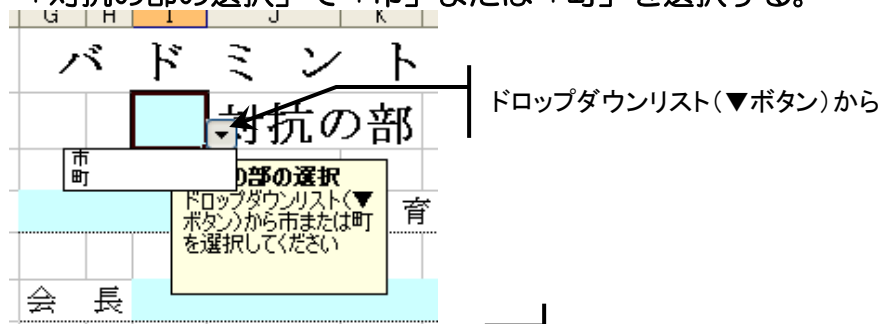 「対抗の部の選択」で「市」または「町」を選択する。
G H I J K
バ ド ミ ン ト
対抗の部
ドロップダウンリスト(▼ボタン)から
市
町
の部の選択
ドロップダウンリスト(▼
ボタン)から市または町
を選択してください
育
会 長